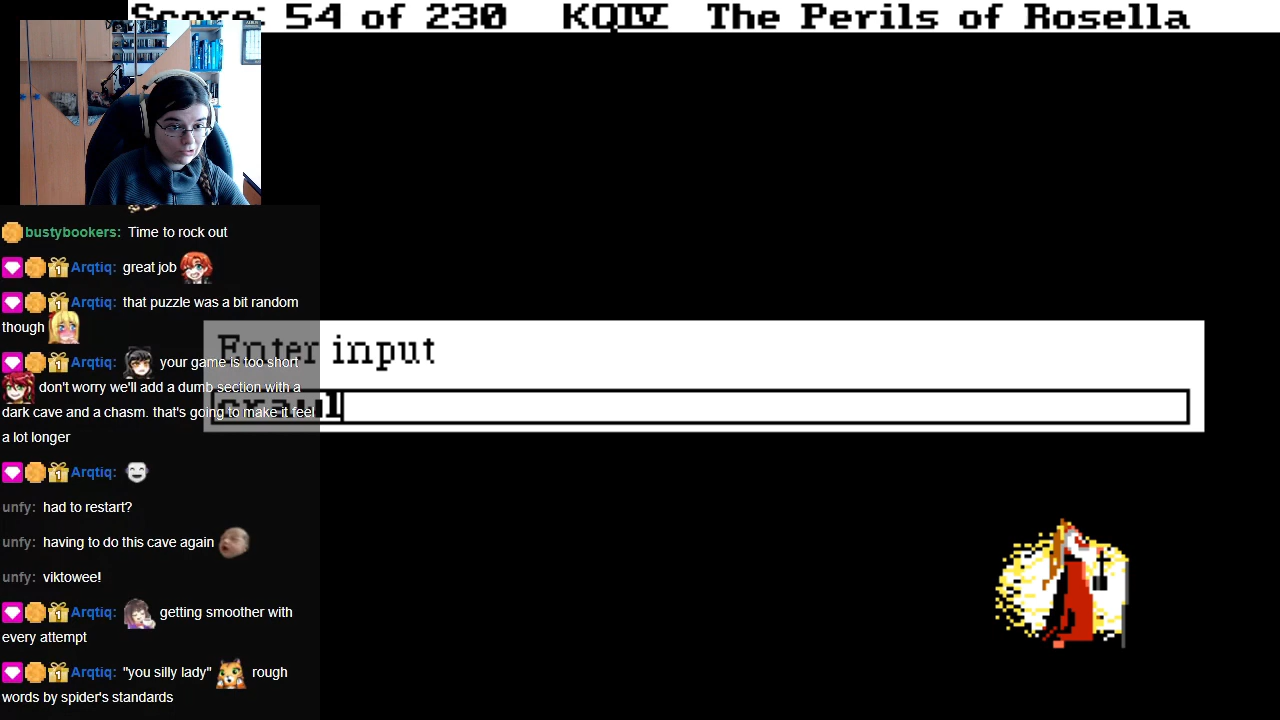 Score: 54 of 230 KQIV The Perils of Rosella
bustybookers: Time to rock out
Arqtiq: great job
Arqtiq: that puzzle was a bit random
though
Arqtiq: your game is too short
don't worry we'll add a dumb section with a
dark cave and a chasm. that's going to make it feel
a lot longer
Arqtiq:
unfy: had to restart?
unfy: having to do this cave again
unfy: viktowee!
Arqtiq: getting smoother with
every attempt
Arqtiq: "you silly lady" rough
words by spider's standards
Enter input
crawl